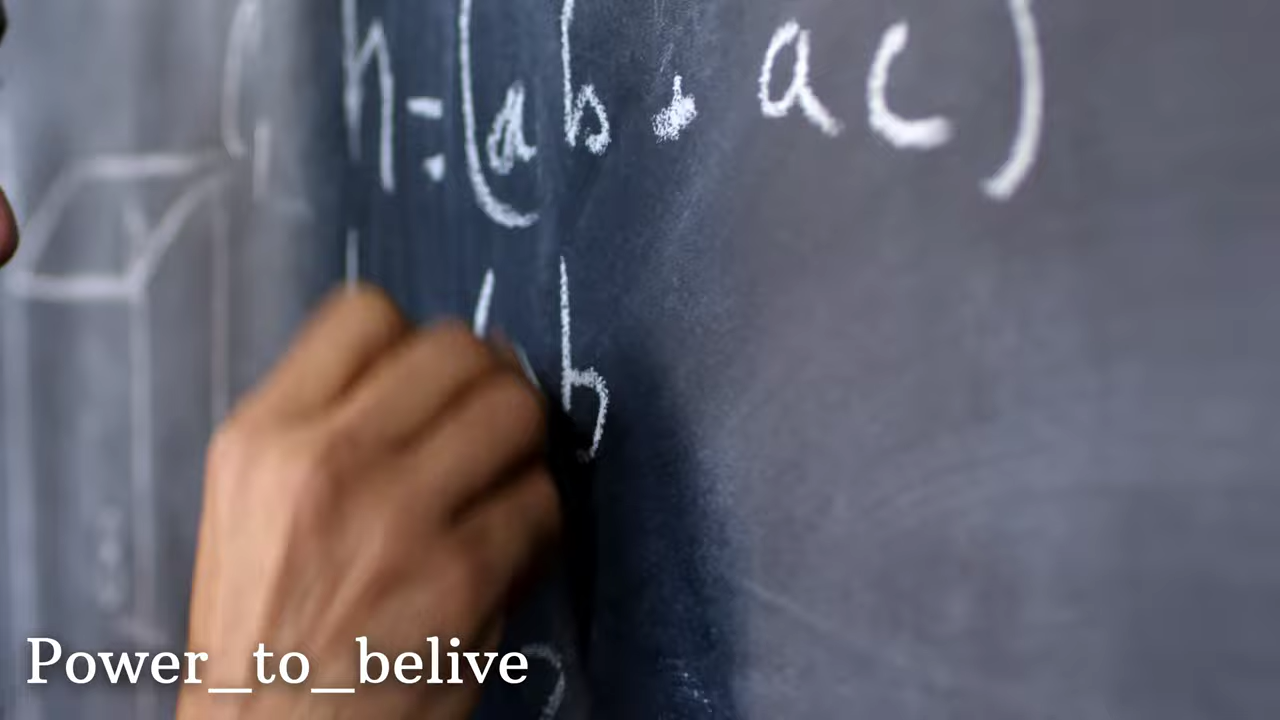 h = (ab . ac)
b
Power_to_belive